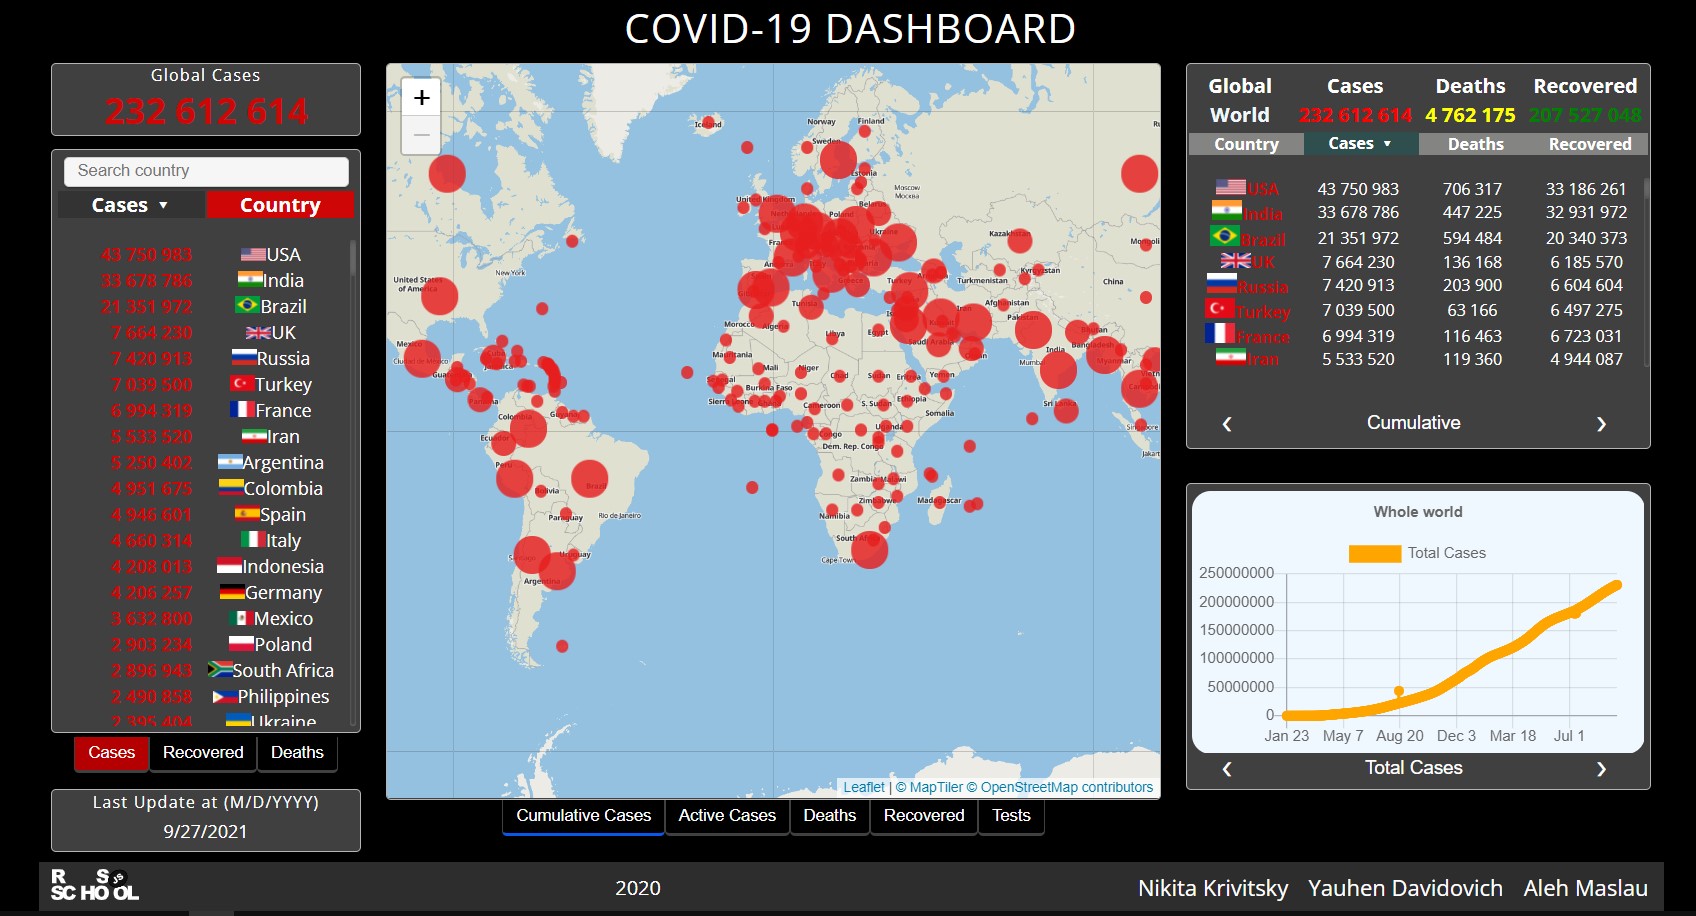 COVID-19 DASHBOARD
Global Cases
232 612 614
Search country
Cases ▼ Country
43 750 983 USA
33 678 786 India
21 351 972 Brazil
7 664 230 UK
7 420 913 Russia
7 039 500 Turkey
6 994 319 France
5 533 520 Iran
5 250 402 Argentina
4 951 675 Colombia
4 946 601 Spain
4 660 314 Italy
4 208 013 Indonesia
4 206 257 Germany
3 632 800 Mexico
2 903 234 Poland
2 896 943 South Africa
2 490 858 Philippines
2 395 404 Ukraine
Cases Recovered Deaths
Last Update at (M/D/YYYY)
9/27/2021
+
−
Iceland
Norway
Finland
Sweden
Estonia
Moscow
Москва
United Kingdom
Belarus
Poland
Ukraine
Kazakhstan
Kyrgyzstan
New York
United States
of America
Turkey
Turkmenistan
China
Greece
Tunisia
Afghanistan
Iran
Morocco
Algeria
Libya
Egypt
Pakistan
Bhutan
Saudi Arabia
India
Bangladesh
Mexico
Ciudad de México
Cuba
Mauritania
Mumbai
Myanmar
Mali
Niger
Chad
Sudan
Eritrea
Yemen
Senegal
Burkina Faso
Sierra Leone
Ghana
Cameroon
S. Sudan
Ethiopia
Somalia
Sri Lanka
Panama
Colombia
Guyana
Ecuador
Congo
Uganda
Dem. Rep. Congo
Peru
Brazil
Bolivia
Zambia
Malawi
Zimbabwe
Madagascar
Paraguay
Rio de Janeiro
Namibia
South Africa
Cape Town
Uruguay
Argentina
Leaflet | © MapTiler © OpenStreetMap contributors
Cumulative Cases Active Cases Deaths Recovered Tests
Global Cases Deaths Recovered
World 232 612 614 4 762 175 207 527 048
Country Cases ▼ Deaths Recovered
USA 43 750 983 706 317 33 186 261
India 33 678 786 447 225 32 931 972
Brazil 21 351 972 594 484 20 340 373
UK 7 664 230 136 168 6 185 570
Russia 7 420 913 203 900 6 604 604
Turkey 7 039 500 63 166 6 497 275
France 6 994 319 116 463 6 723 031
Iran 5 533 520 119 360 4 944 087
❮ Cumulative ❯
Whole world
Total Cases
250000000
200000000
150000000
100000000
50000000
0
Jan 23 May 7 Aug 20 Dec 3 Mar 18 Jul 1
❮ Total Cases ❯
R S JS
SCHOOL
2020
Nikita Krivitsky Yauhen Davidovich Aleh Maslau